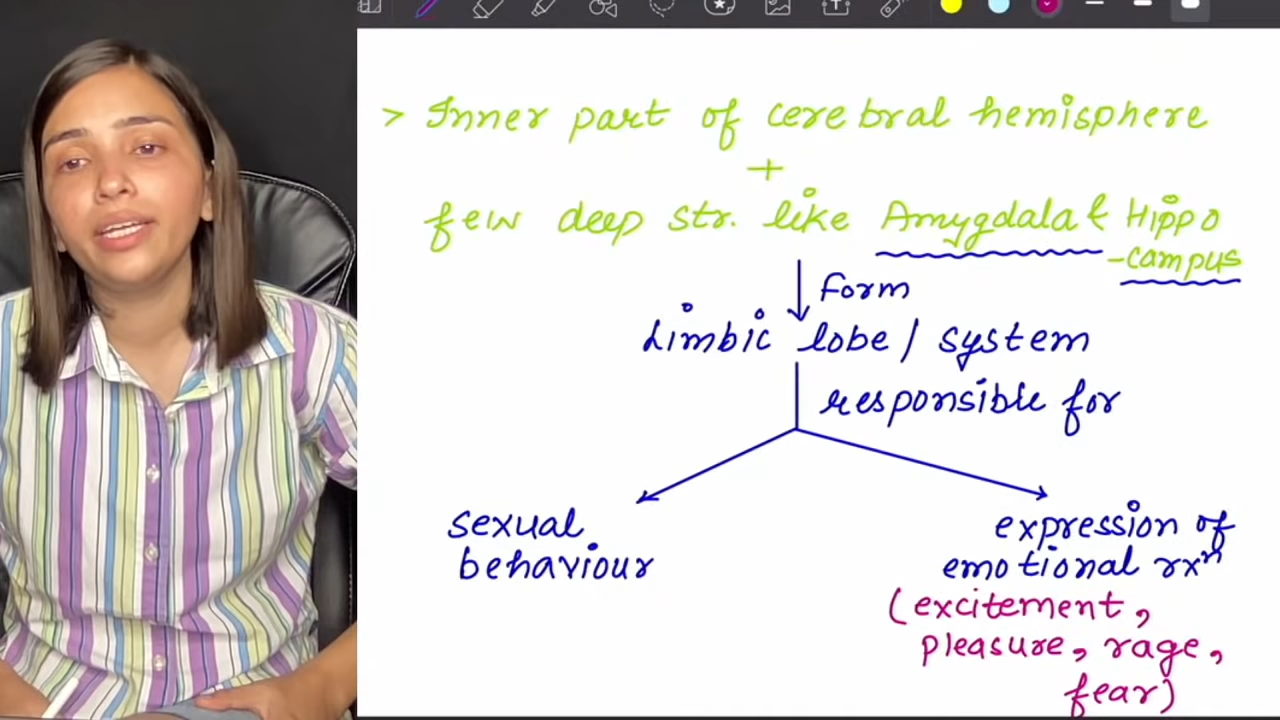 > Inner part of cerebral hemisphere
+
few deep str. like Amygdala & Hippo
-campus
Form
Limbic lobe / system
responsible for
sexual
behaviour
expression of
emotional rxⁿ
(excitement,
pleasure, rage,
fear)